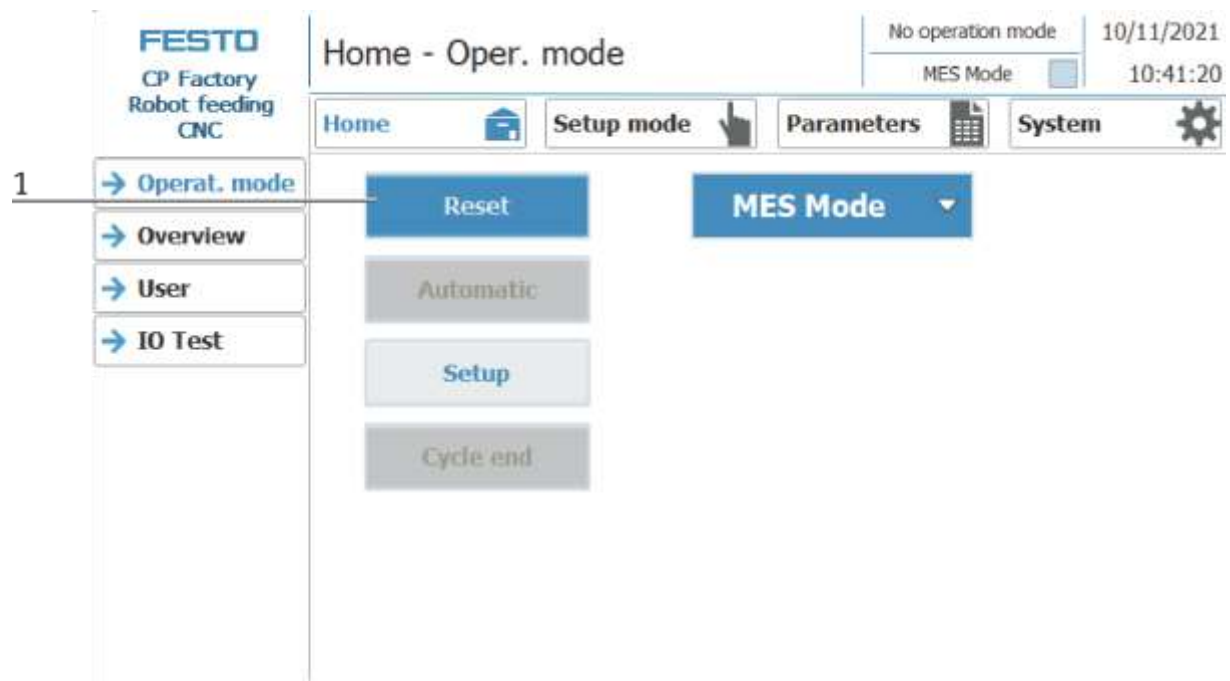 FESTO
CP Factory
Robot feeding
CNC
Home - Oper. mode
No operation mode
MES Mode
10/11/2021
10:41:20
Home
Setup mode
Parameters
System
1
Operat. mode
Overview
User
IO Test
Reset
MES Mode
Automatic
Setup
Cycle end